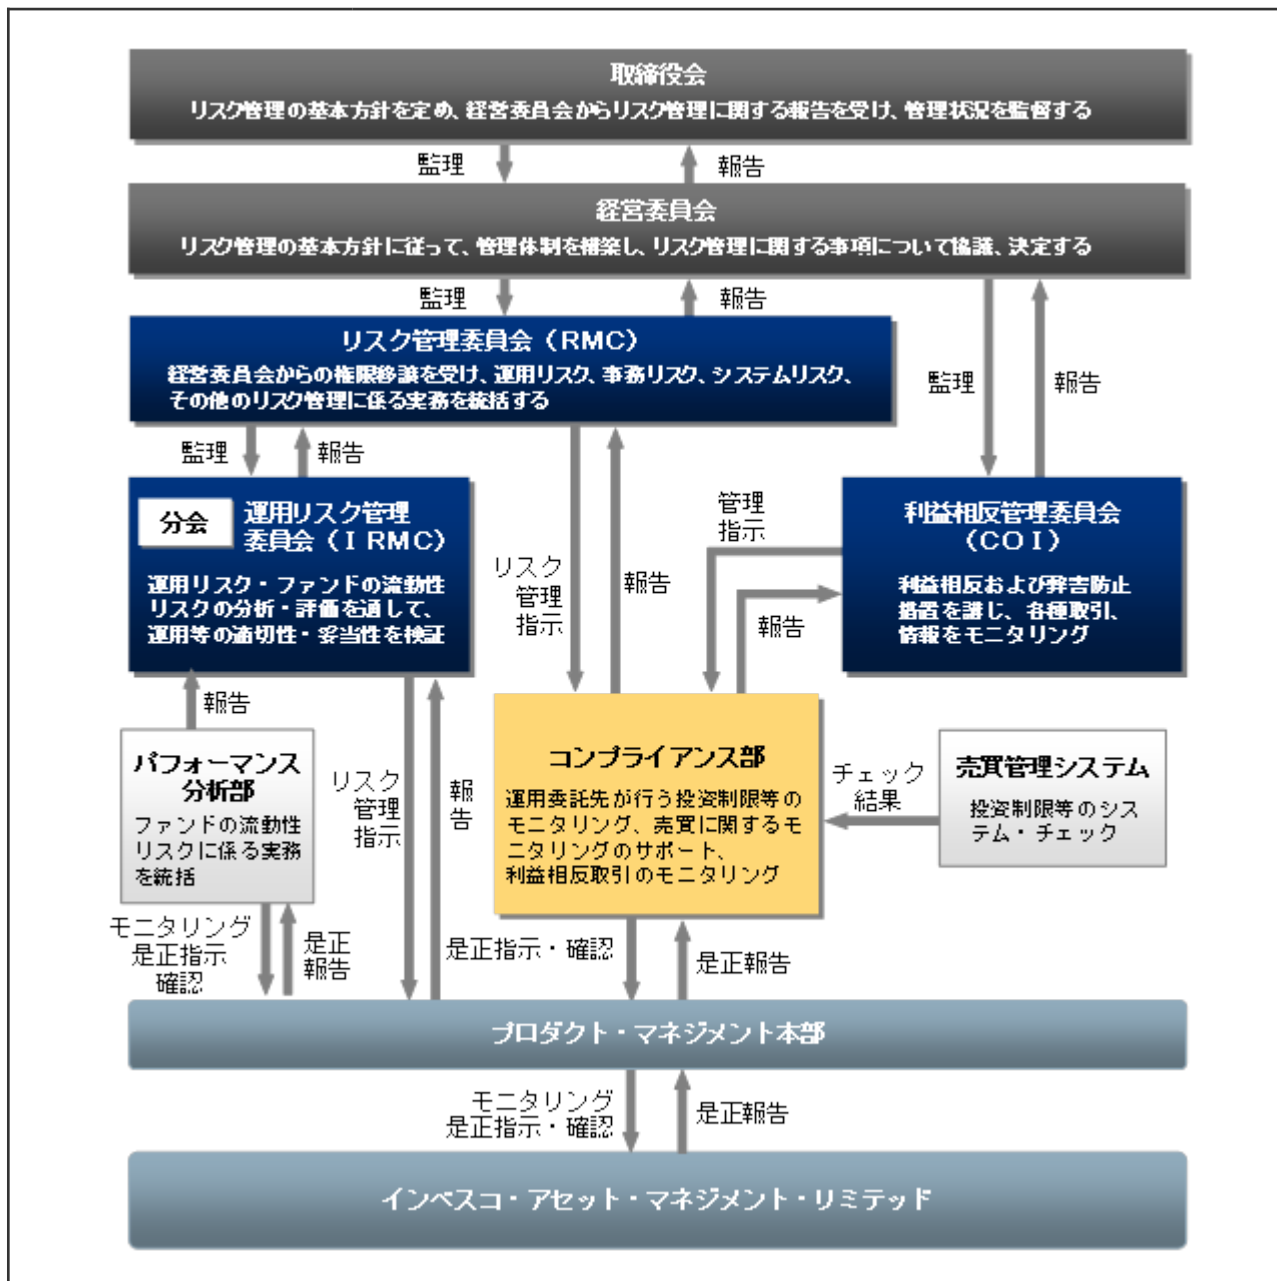 取締役会
リスク管理の基本方針を定め、経営委員会からリスク管理に関する報告を受け、管理状況を監督する
監理
報告
経営委員会
リスク管理の基本方針に従って、管理体制を構築し、リスク管理に関する事項について協議、決定する
監理
報告
リスク管理委員会（RMC）
経営委員会からの権限移譲を受け、運用リスク、事務リスク、システムリスク、
その他のリスク管理に係る実務を統括する
監理
報告
監理
報告
分会
運用リスク管理
委員会（ＩRMC）
運用リスク・ファンドの流動性
リスクの分析・評価を通して、
運用等の適切性・妥当性を検証
リスク
管理
指示
報告
管理
指示
報告
利益相反管理委員会
（COI）
利益相反および弊害防止
措置を講じ、各種取引、
情報をモニタリング
報告
パフォーマンス
分析部
ファンドの流動性
リスクに係る実務
を統括
リスク
管理
指示
報
告
コンプライアンス部
運用委託先が行う投資制限等の
モニタリング、売買に関するモ
ニタリングのサポート、
利益相反取引のモニタリング
チェック
結果
売買管理システム
投資制限等のシス
テム・チェック
モニタリング
是正指示
確認
是正
報告
是正指示・確認
是正報告
プロダクト・マネジメント本部
モニタリング
是正指示・確認
是正報告
インベスコ・アセット・マネジメント・リミテッド